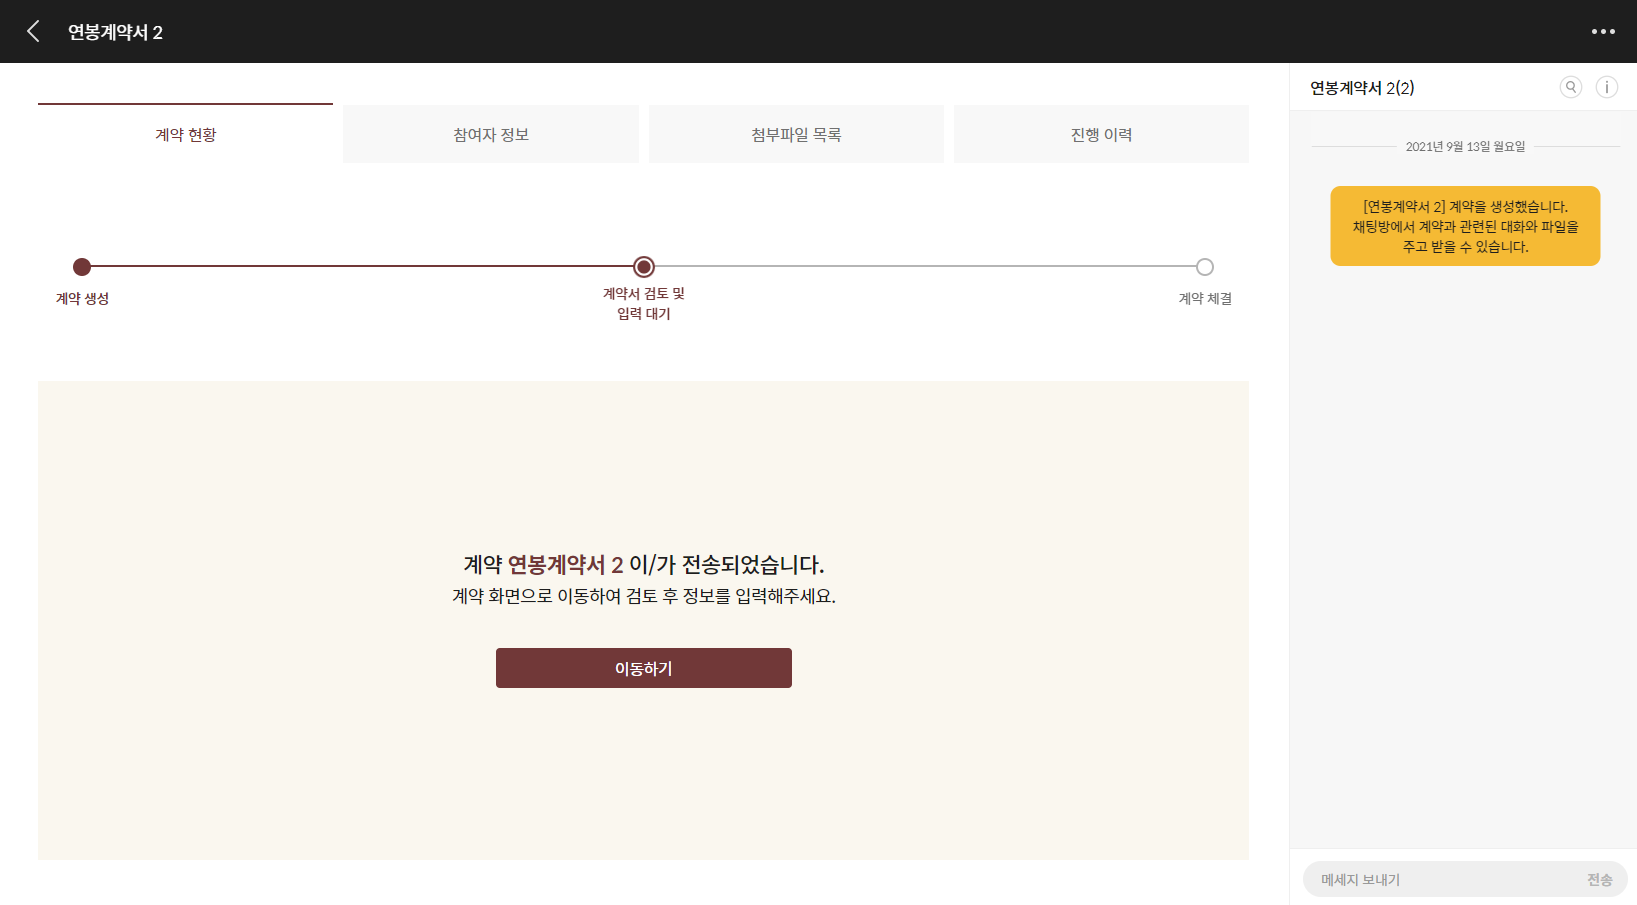 연봉계약서 2
계약 현황
참여자 정보
첨부파일 목록
진행 이력
계약 생성
계약서 검토 및
입력 대기
계약 체결
계약 연봉계약서 2 이/가 전송되었습니다.
계약 화면으로 이동하여 검토 후 정보를 입력해주세요.
이동하기
연봉계약서 2(2)
2021년 9월 13일 월요일
[연봉계약서 2] 계약을 생성했습니다.
채팅방에서 계약과 관련된 대화와 파일을
주고 받을 수 있습니다.
메세지 보내기
전송